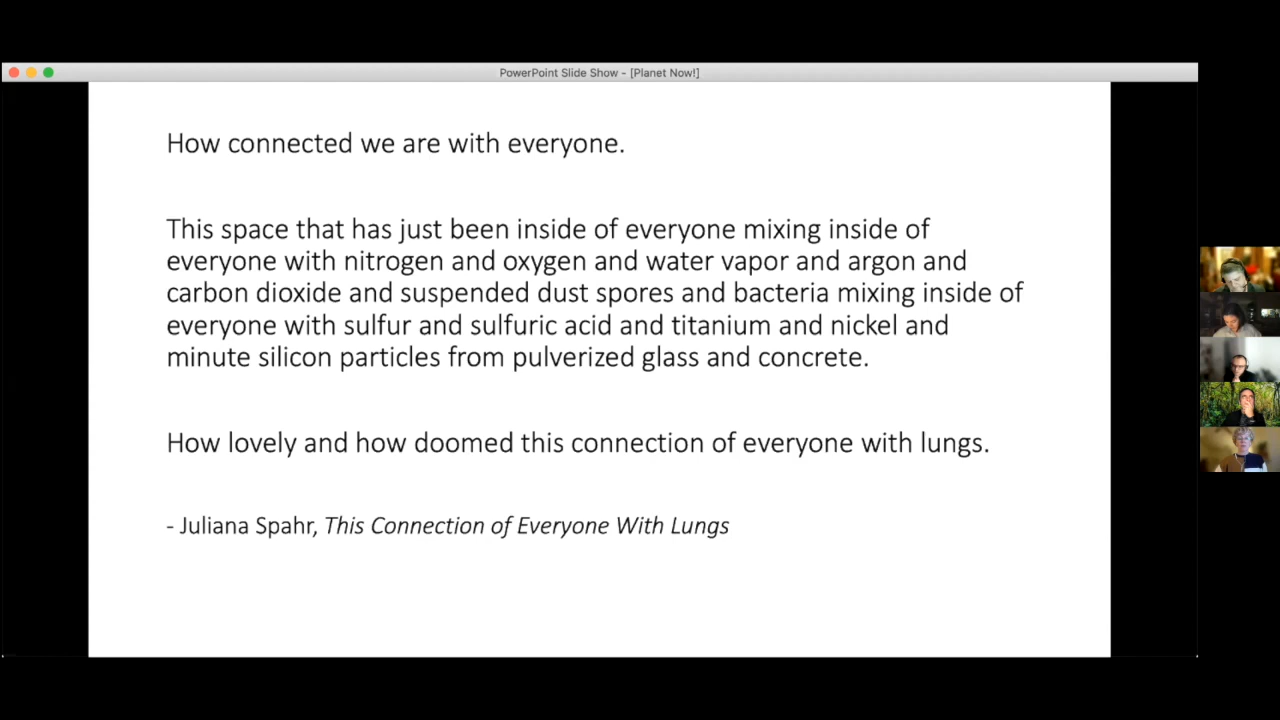 PowerPoint Slide Show - [Planet Now!]
How connected we are with everyone.
This space that has just been inside of everyone mixing inside of
everyone with nitrogen and oxygen and water vapor and argon and
carbon dioxide and suspended dust spores and bacteria mixing inside of
everyone with sulfur and sulfuric acid and titanium and nickel and
minute silicon particles from pulverized glass and concrete.
How lovely and how doomed this connection of everyone with lungs.
- Juliana Spahr, This Connection of Everyone With Lungs